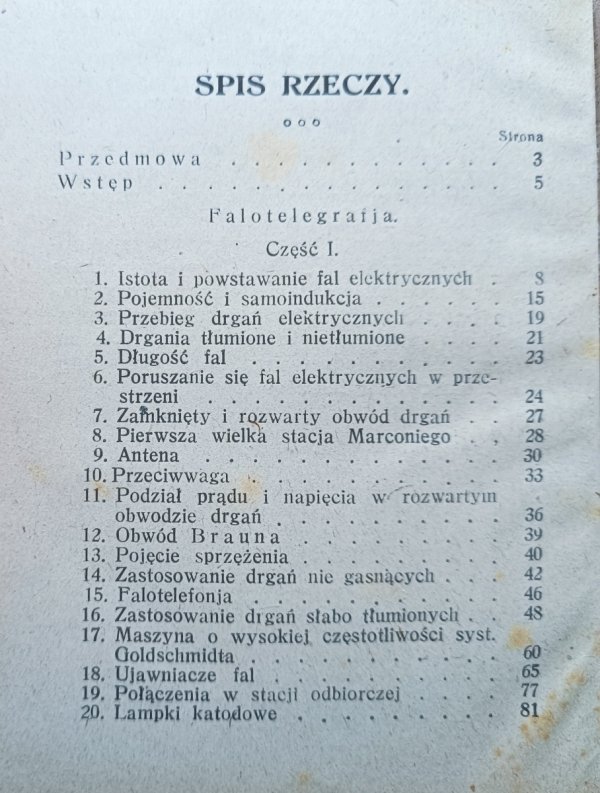 SPIS RZECZY.
Strona
Przedmowa . . . . . . . . . . . . . 3
Wstęp . . . . . . . . . . . . . . . 5
Falotelegrafja.
Część I.
1. Istota i powstawanie fal elektrycznych . 8
2. Pojemność i samoindukcja . . . . . . 15
3. Przebieg drgań elektrycznych . . . . 19
4. Drgania tłumione i nietłumione . . . . 21
5. Długość fal . . . . . . . . . . . 23
6. Poruszanie się fal elektrycznych w prze-
strzeni . . . . . . . . . . . . . 24
7. Zamknięty i rozwarty obwód drgań . . 27
8. Pierwsza wielka stacja Marconiego . . 28
9. Antena . . . . . . . . . . . . . 30
10. Przeciwwaga . . . . . . . . . . . 33
11. Podział prądu i napięcia w rozwartym
obwodzie drgań . . . . . . . . . 36
12. Obwód Brauna . . . . . . . . . 39
13. Pojęcie sprzężenia . . . . . . . . 40
14. Zastosowanie drgań nie gasnących . . . 42
15. Falotelefonja . . . . . . . . . . . 46
16. Zastosowanie drgań słabo tłumionych . . 48
17. Maszyna o wysokiej częstotliwości syst.
Goldschmidta . . . . . . . . . . 60
18. Ujawniacze fal . . . . . . . . . . 65
19. Połączenia w stacji odbiorczej . . . . 77
20. Lampki katodowe . . . . . . . . . 81